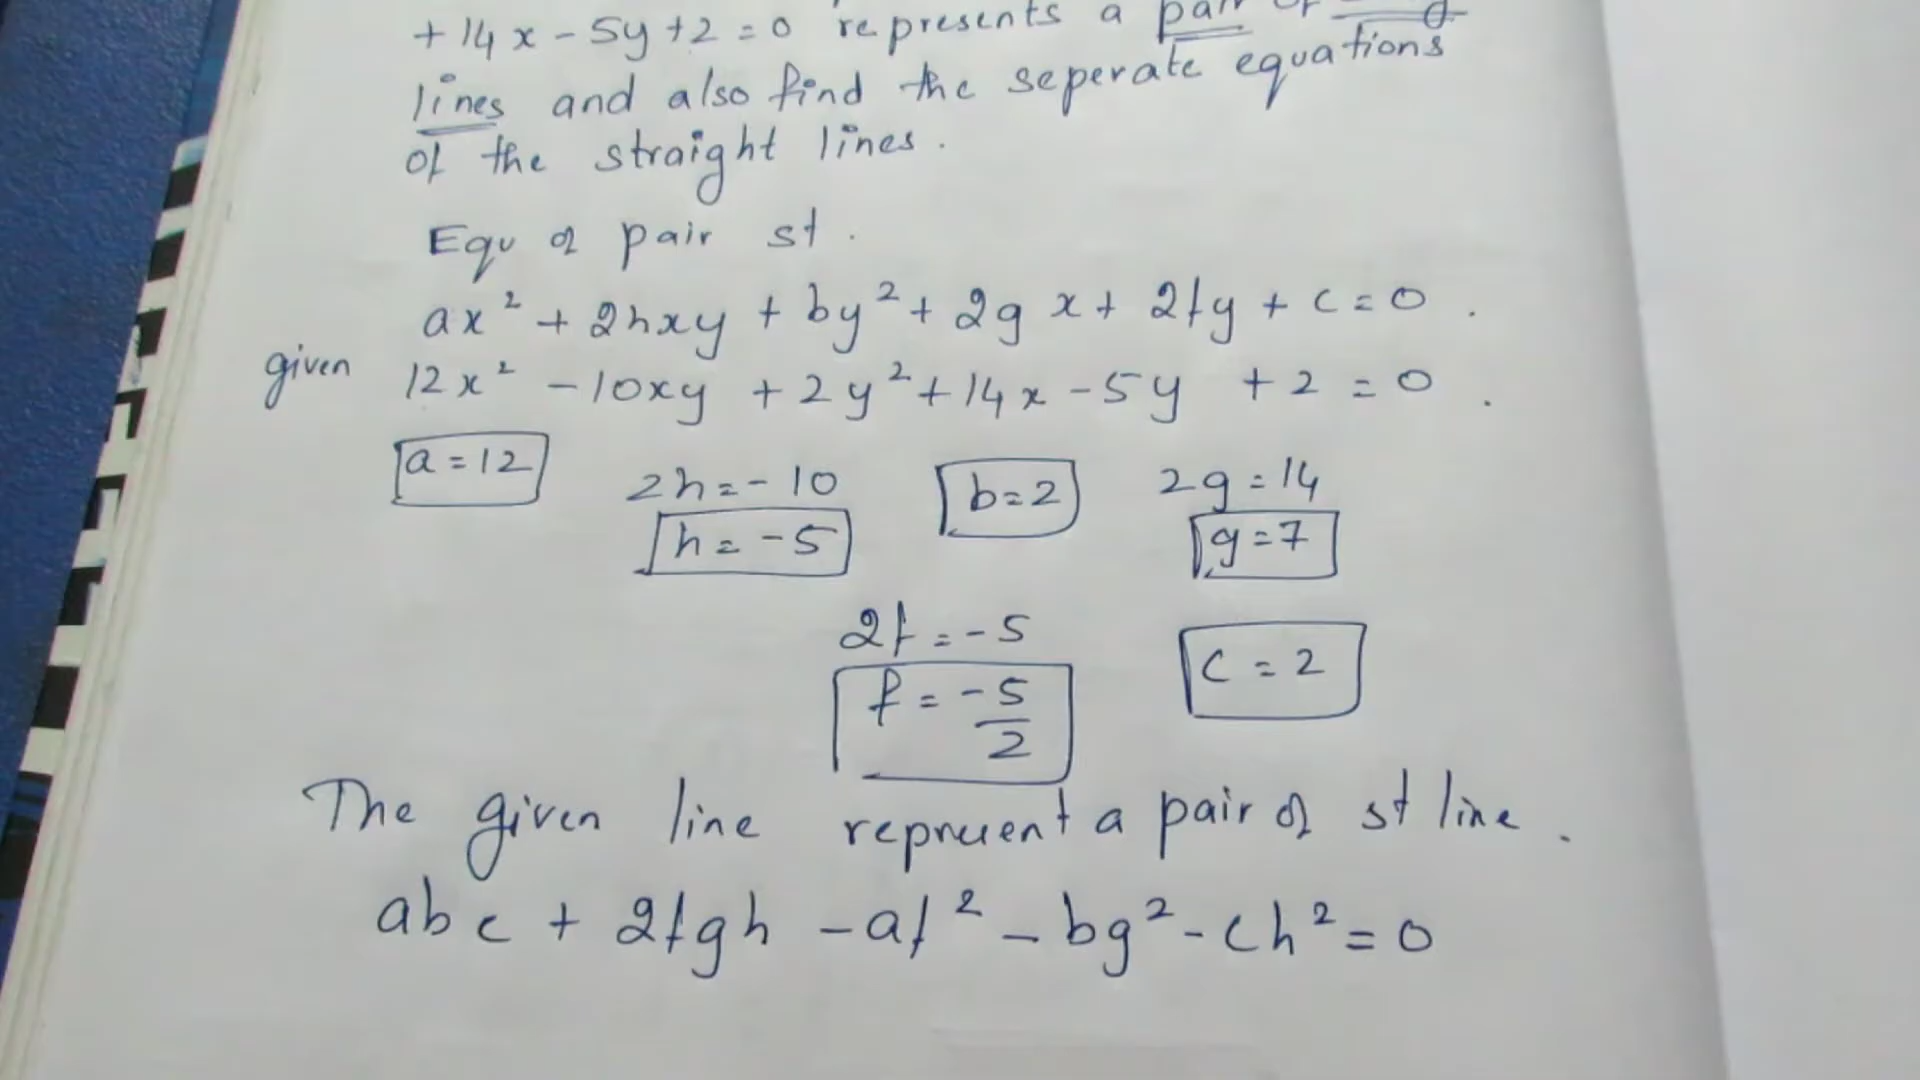 +14x-5y+2=0 represents a pair of
lines and also find the seperate equations
of the straight lines.
Equ of pair st.
ax²+2hxy+by²+2gx+2fy+c=0.
given 12x²-10xy+2y²+14x-5y+2=0.
a=12 2h=-10 b=2 2g=14
h=-5 g=7
2f=-5 c=2
f=-5/2
The given line represent a pair of st line.
abc+2fgh-af²-bg²-ch²=0